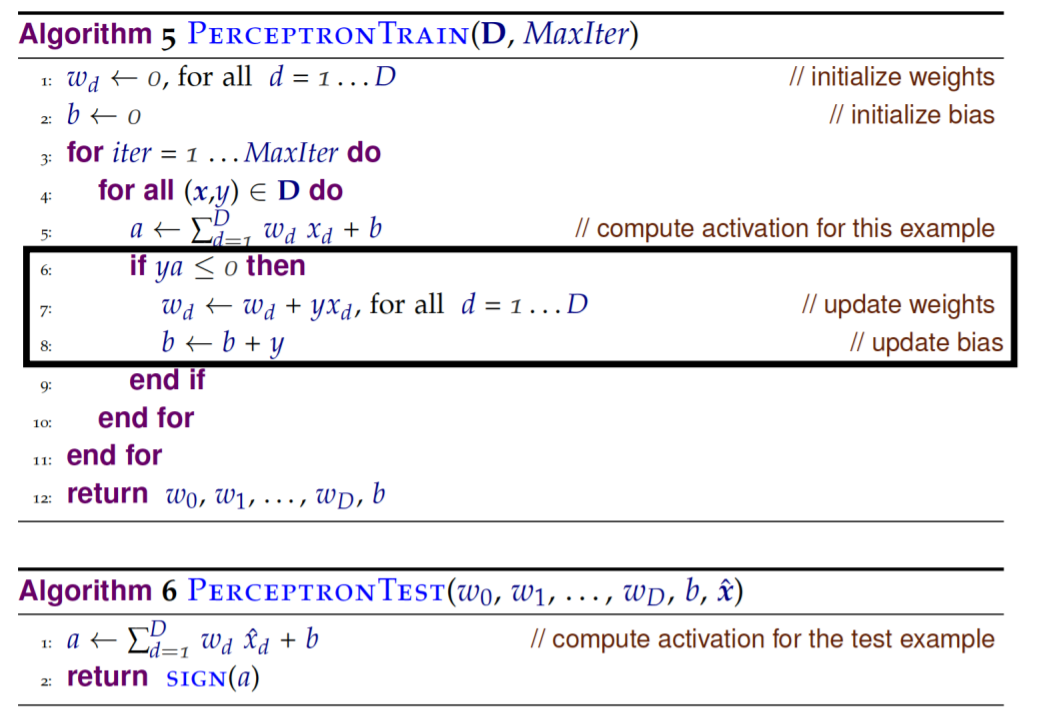 Algorithm 5 PERCEPTRONTRAIN(D, MaxIter)
1: w_d ← 0, for all d = 1 . . . D // initialize weights
2: b ← 0 // initialize bias
3: for iter = 1 . . . MaxIter do
4: for all (x,y) ∈ D do
5: a ← ∑_{d=1}^{D} w_d x_d + b // compute activation for this example
6: if ya ≤ 0 then
7: w_d ← w_d + yx_d, for all d = 1 . . . D // update weights
8: b ← b + y // update bias
9: end if
10: end for
11: end for
12: return w_0, w_1, . . . , w_D, b
Algorithm 6 PERCEPTRONTEST(w_0, w_1, . . . , w_D, b, x̂)
1: a ← ∑_{d=1}^{D} w_d x̂_d + b // compute activation for the test example
2: return SIGN(a)